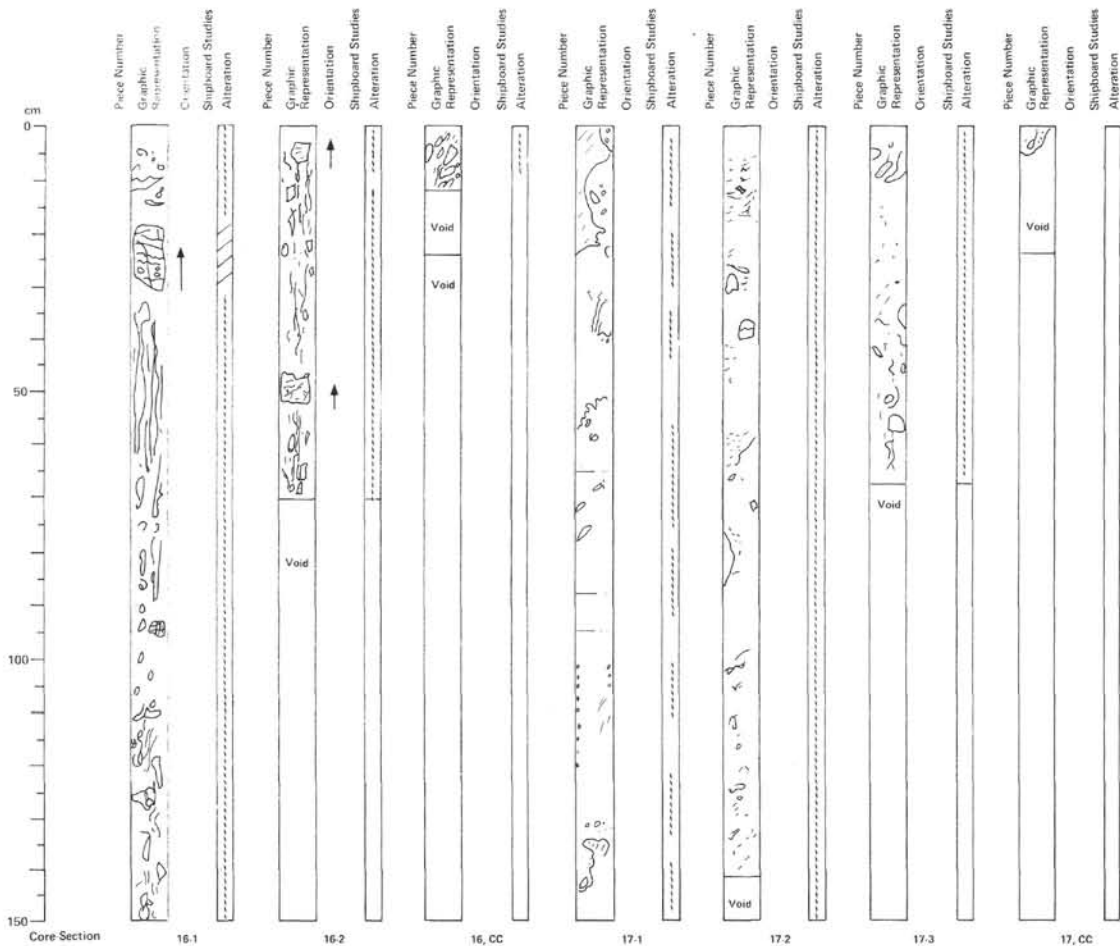 Piece Number
Graphic
Representation
Orientation
Shipboard Studies
Alteration
Piece Number
Graphic
Representation
Orientation
Shipboard Studies
Alteration
Piece Number
Graphic
Representation
Orientation
Shipboard Studies
Alteration
Piece Number
Graphic
Representation
Orientation
Shipboard Studies
Alteration
Piece Number
Graphic
Representation
Orientation
Shipboard Studies
Alteration
Piece Number
Graphic
Representation
Orientation
Shipboard Studies
Alteration
Piece Number
Graphic
Representation
Orientation
Shipboard Studies
Alteration
cm
0
50
100
150
Void
Void
Void
Void
Void
Void
Core-Section 16-1 16-2 16, CC 17-1 17-2 17-3 17, CC